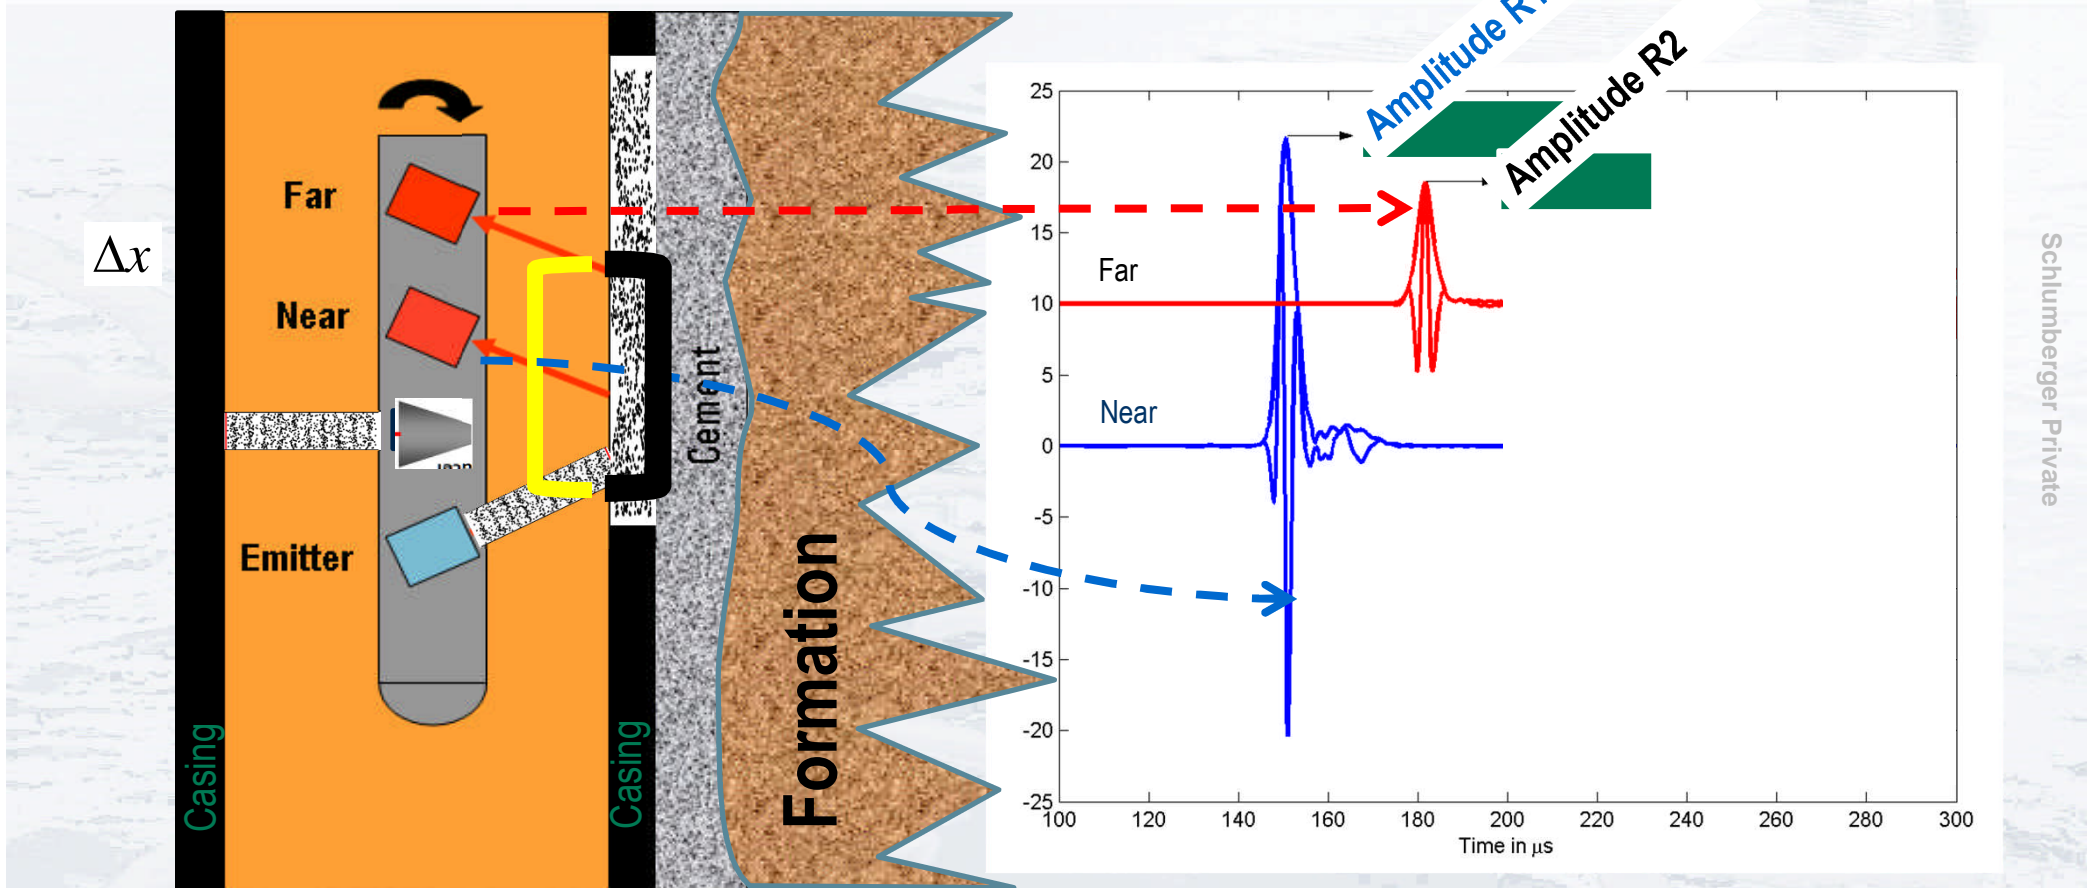 Δx
Far
Near
Emitter
Casing
Casing
Cement
Formation
Amplitude R1
Amplitude R2
25
20
15
10
5
0
-5
-10
-15
-20
-25
Far
Near
100 120 140 160 180 200 220 240 260 280 300
Time in μs
Schlumberger Private